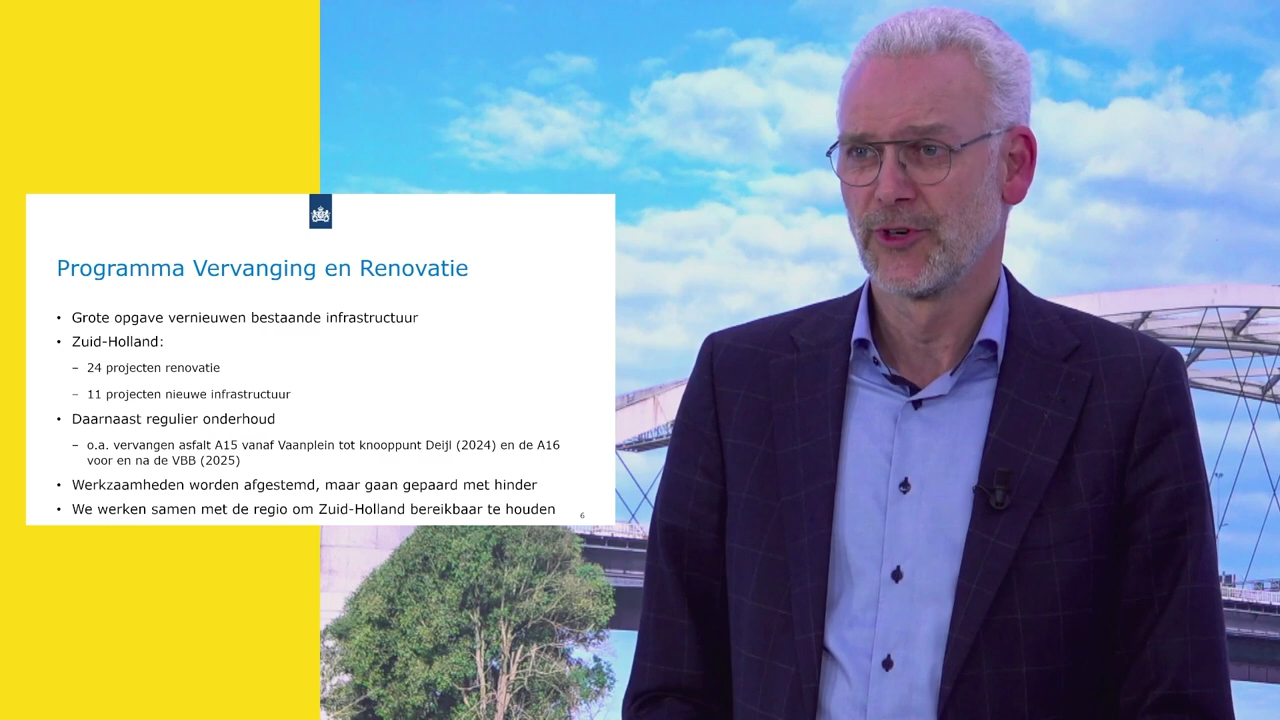 Programma Vervanging en Renovatie
• Grote opgave vernieuwen bestaande infrastructuur
• Zuid-Holland:
– 24 projecten renovatie
– 11 projecten nieuwe infrastructuur
• Daarnaast regulier onderhoud
– o.a. vervangen asfalt A15 vanaf Vaanplein tot knooppunt Deijl (2024) en de A16
voor en na de VBB (2025)
• Werkzaamheden worden afgestemd, maar gaan gepaard met hinder
• We werken samen met de regio om Zuid-Holland bereikbaar te houden
6